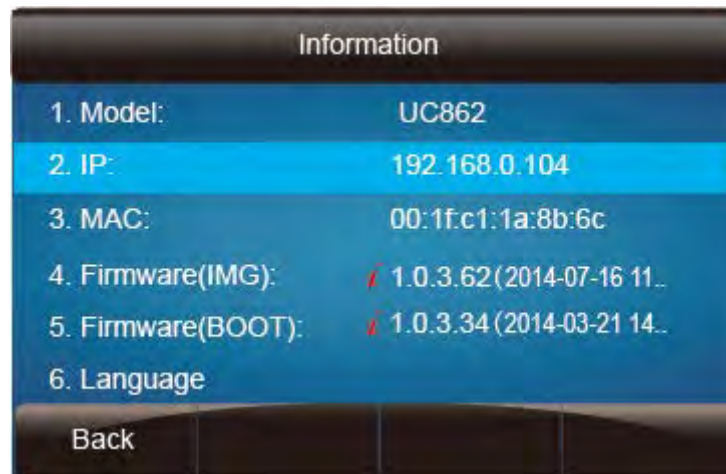 Information
1. Model: UC862
2. IP: 192.168.0.104
3. MAC: 00:1f:c1:1a:8b:6c
4. Firmware(IMG): 1.0.3.62(2014-07-16 11..
5. Firmware(BOOT): 1.0.3.34(2014-03-21 14..
6. Language
Back